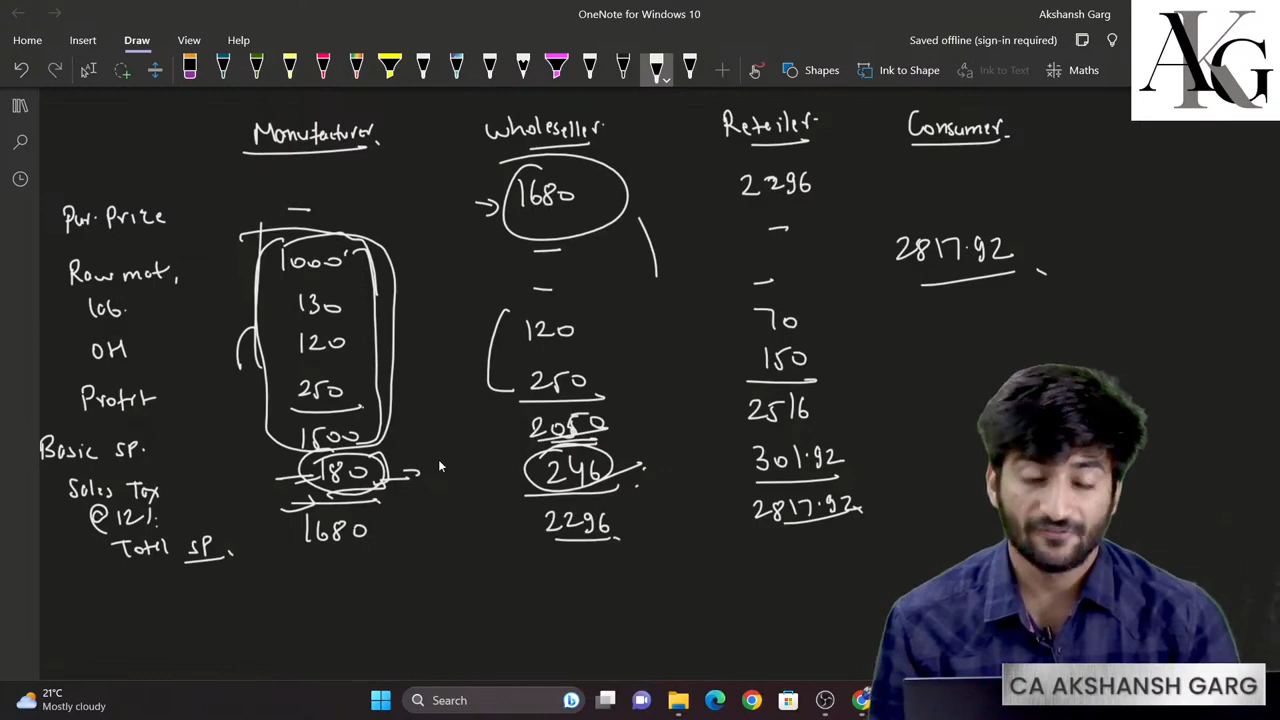 OneNote for Windows 10
Akshansh Garg
Home Insert Draw View Help
Saved offline (sign-in required)
Shapes Ink to Shape Ink to Text Maths
AKG
Manufacturer. Wholeseller. Retailer. Consumer.
Pur. Price — 1680 2296
Raw mat. 1000 — - 2817.92
lab. 130 — -
OH 120 120 70
Profit 250 250 150
Basic sp. 1500 2050 2516
Sales Tax 180 246 301.92
@ 12%.
Total SP. 1680 2296 2817.92
CA AKSHANSH GARG
21°C
Mostly cloudy
Search